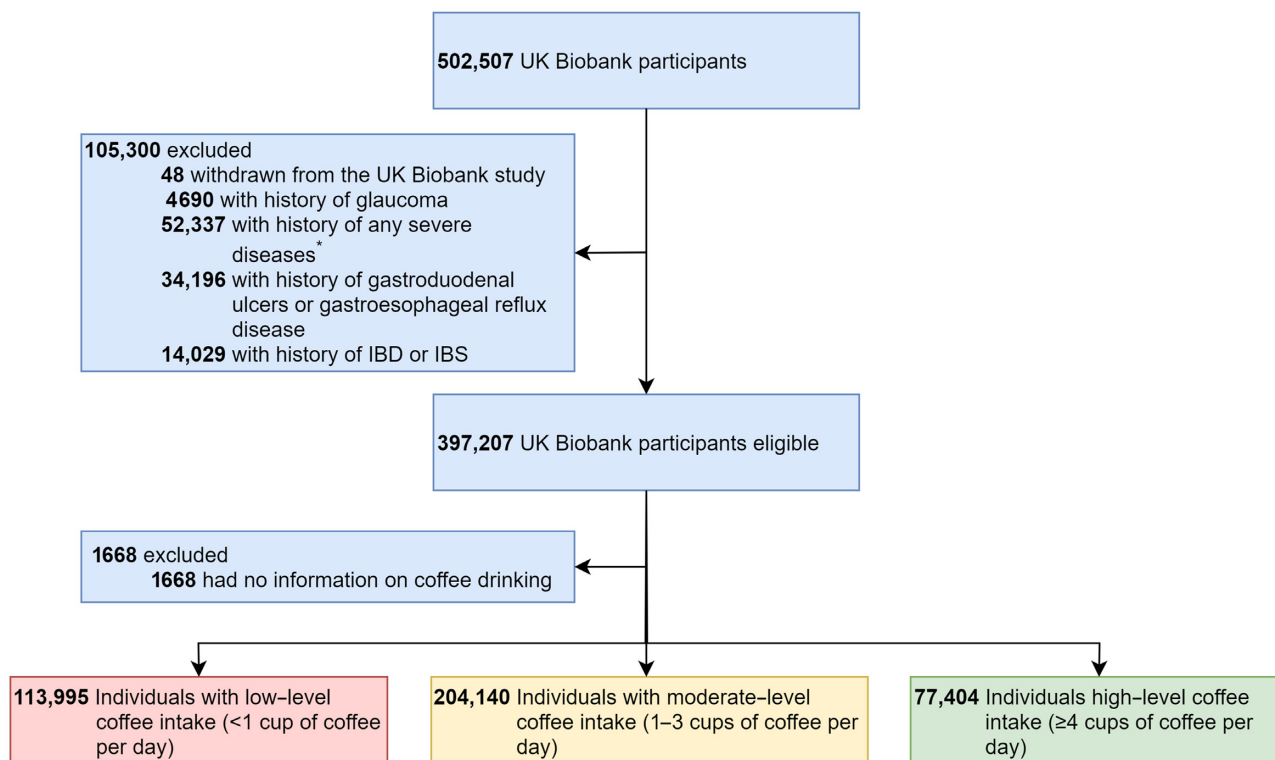 502,507 UK Biobank participants
105,300 excluded
48 withdrawn from the UK Biobank study
4690 with history of glaucoma
52,337 with history of any severe
diseases*
34,196 with history of gastroduodenal
ulcers or gastroesophageal reflux
disease
14,029 with history of IBD or IBS
397,207 UK Biobank participants eligible
1668 excluded
1668 had no information on coffee drinking
113,995 Individuals with low–level
coffee intake (<1 cup of coffee
per day)
204,140 Individuals with moderate–level
coffee intake (1–3 cups of coffee per
day)
77,404 Individuals high–level coffee
intake (≥4 cups of coffee per
day)